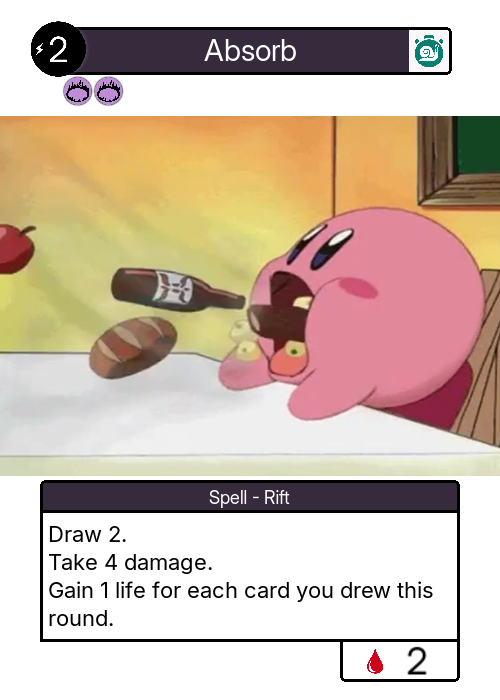 2
Absorb
Spell - Rift
Draw 2.
Take 4 damage.
Gain 1 life for each card you drew this
round.
2